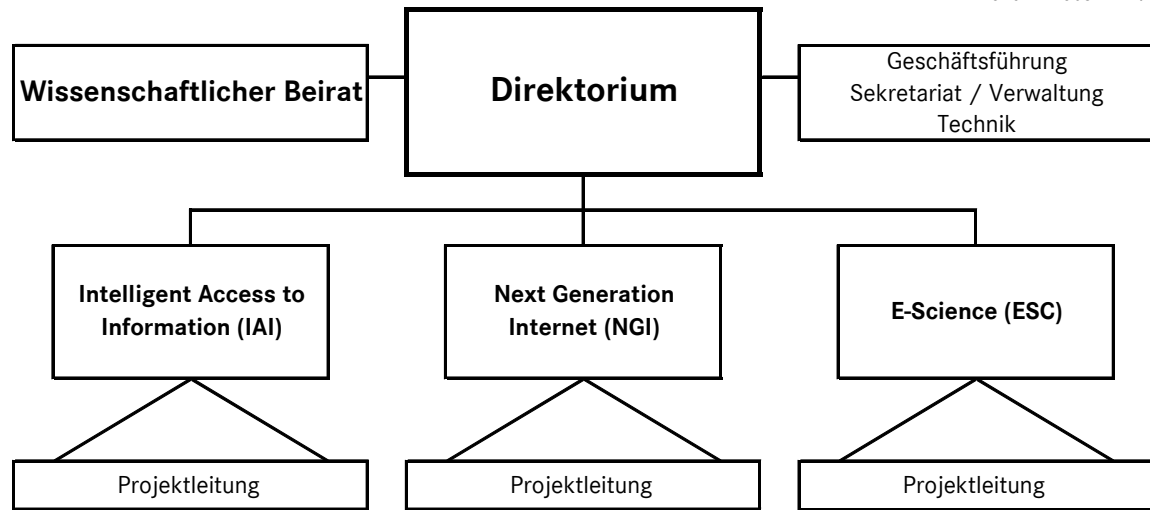 Wissenschaftlicher Beirat
Direktorium
Geschäftsführung
Sekretariat / Verwaltung
Technik
Intelligent Access to
Information (IAI)
Next Generation
Internet (NGI)
E-Science (ESC)
Projektleitung
Projektleitung
Projektleitung